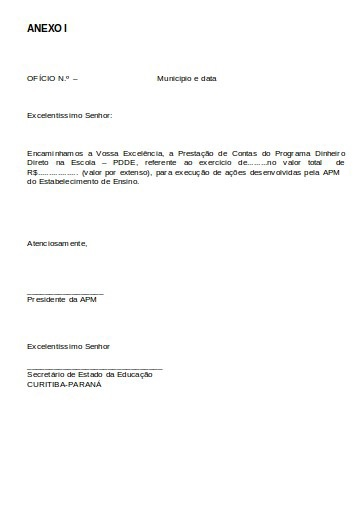 ANEXO I
OFÍCIO N.º – Município e data
Excelentíssimo Senhor:
Encaminhamos a Vossa Excelência, a Prestação de Contas do Programa Dinheiro
Direto na Escola – PDDE, referente ao exercício de.........no valor total de
R$.................. (valor por extenso), para execução de ações desenvolvidas pela APM
do Estabelecimento de Ensino.
Atenciosamente,
___________________
Presidente da APM
Excelentíssimo Senhor
_________________________________
Secretário de Estado da Educação
CURITIBA-PARANÁ